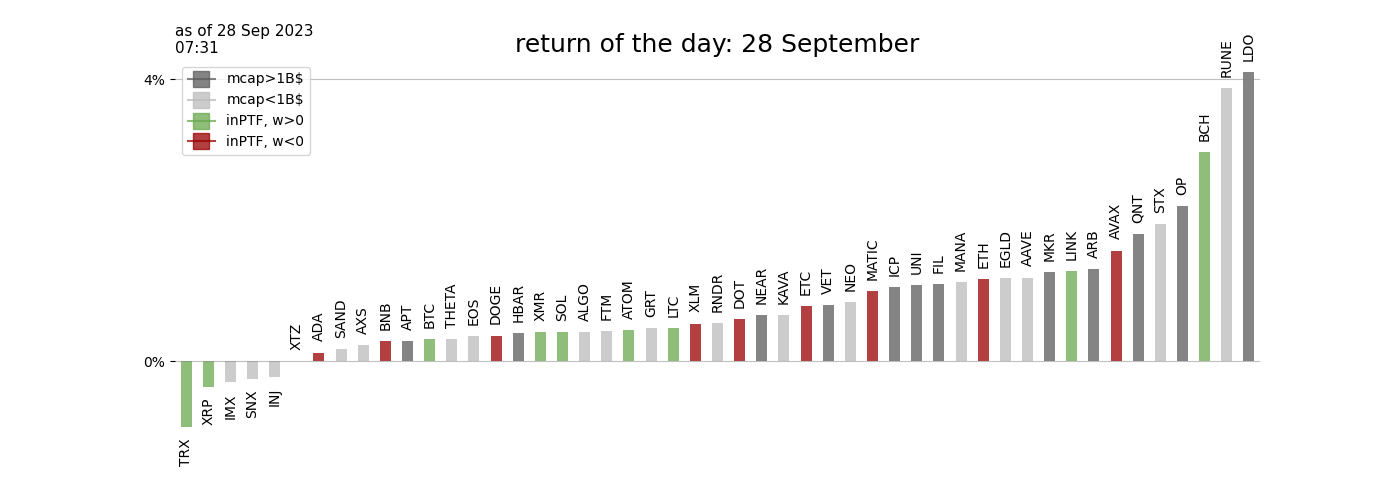 as of 28 Sep 2023
07:31
return of the day: 28 September
4%
0%
mcap>1B$
mcap<1B$
inPTF, w>0
inPTF, w<0
TRX
XRP
IMX
SNX
INJ
XTZ
ADA
SAND
AXS
BNB
APT
BTC
THETA
EOS
DOGE
HBAR
XMR
SOL
ALGO
FTM
ATOM
GRT
LTC
XLM
RNDR
DOT
NEAR
KAVA
ETC
VET
NEO
MATIC
ICP
UNI
FIL
MANA
ETH
EGLD
AAVE
MKR
LINK
ARB
AVAX
QNT
STX
OP
BCH
RUNE
LDO